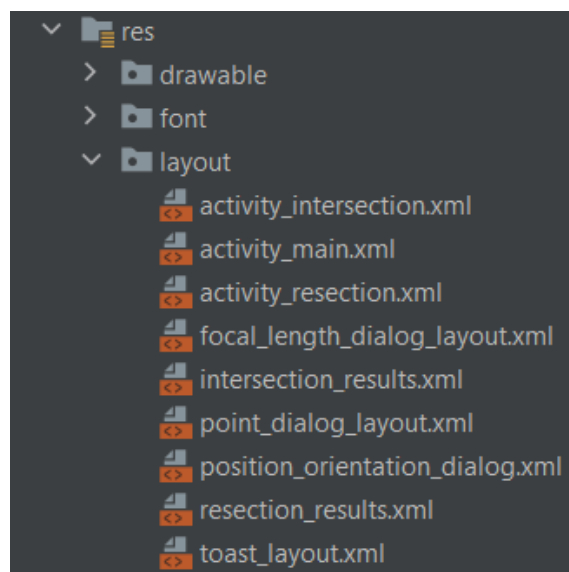 res
drawable
font
layout
activity_intersection.xml
activity_main.xml
activity_resection.xml
focal_length_dialog_layout.xml
intersection_results.xml
point_dialog_layout.xml
position_orientation_dialog.xml
resection_results.xml
toast_layout.xml